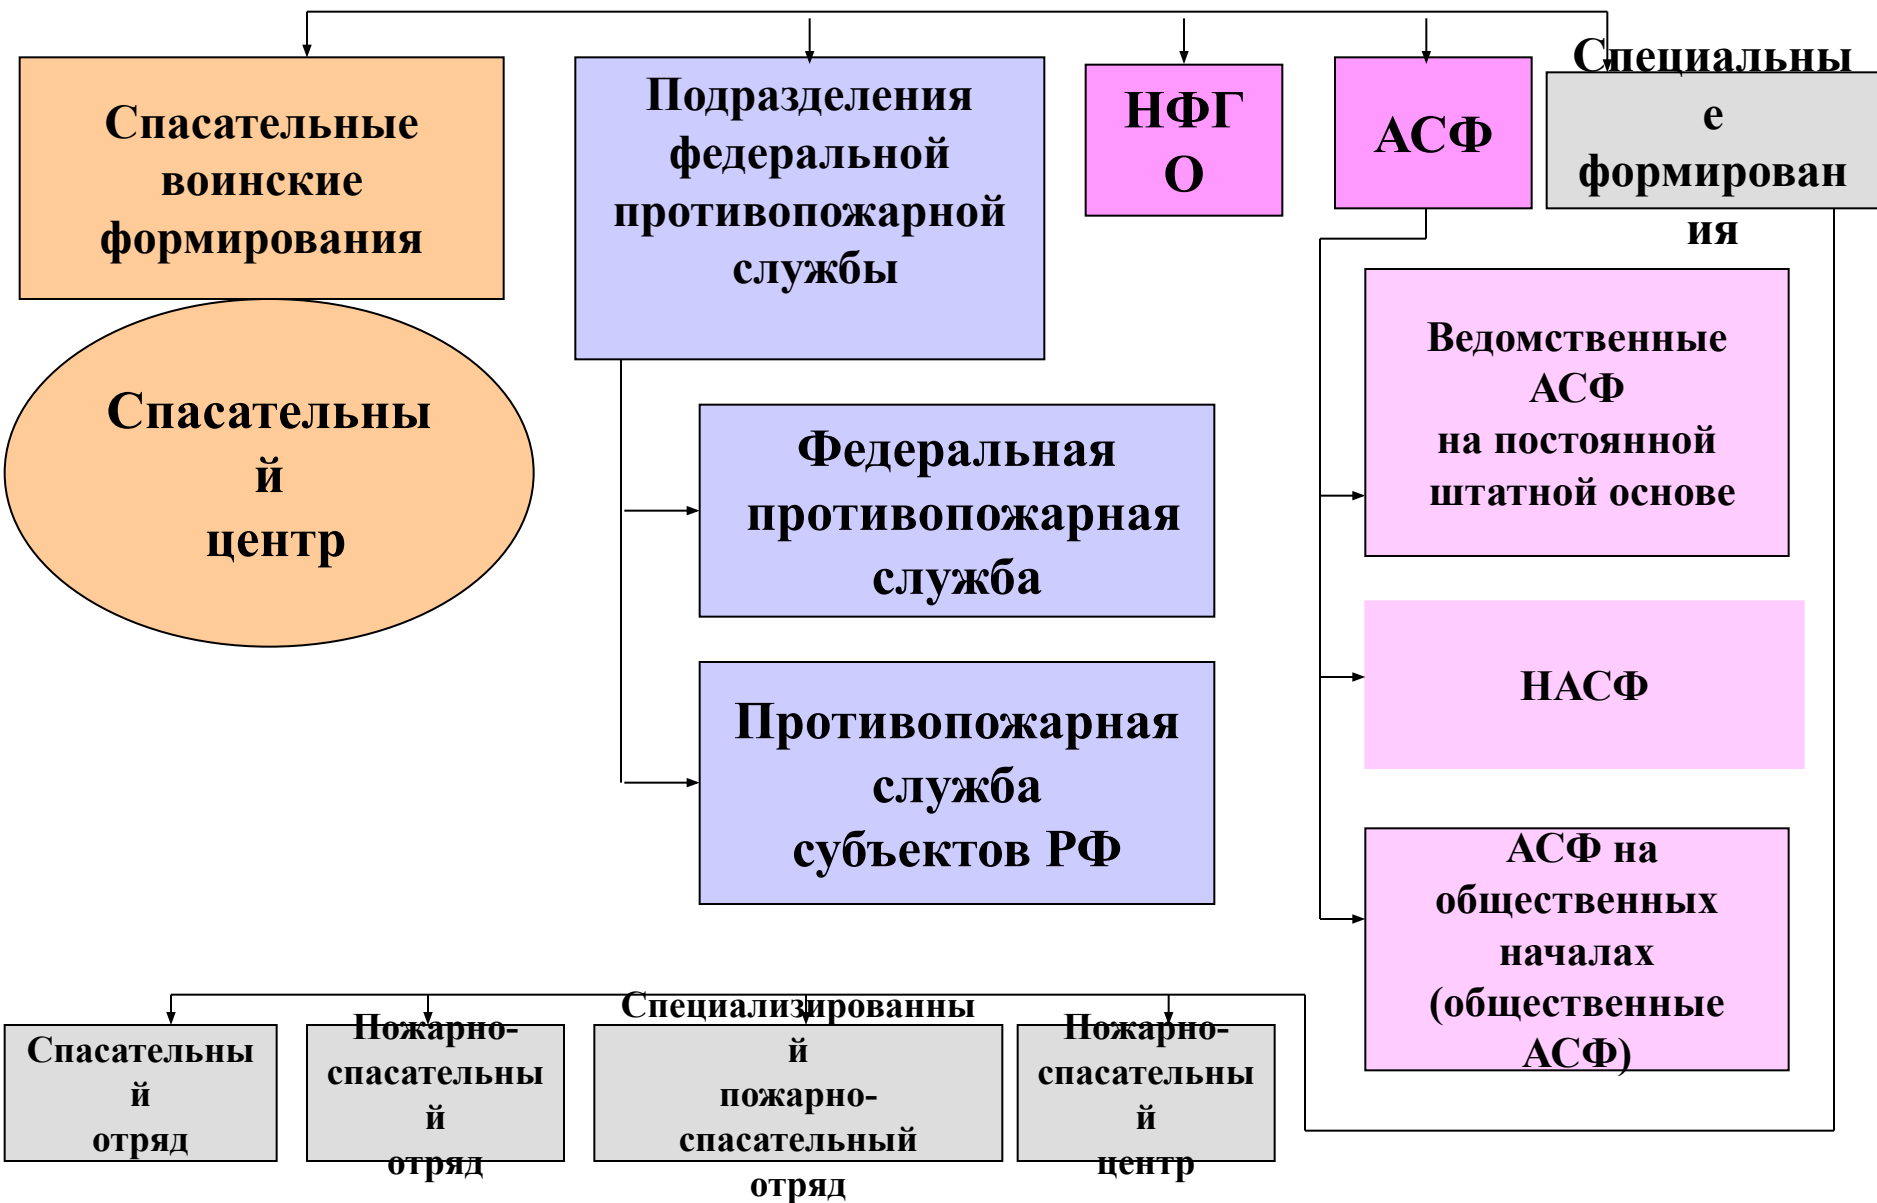 Спасательные
воинские
формирования
Подразделения
федеральной
противопожарной
службы
НФГ
О
АСФ
Специальны
е
формирован
ия
Спасательны
й
центр
Федеральная
противопожарная
служба
Противопожарная
служба
субъектов РФ
Ведомственные
АСФ
на постоянной
штатной основе
НАСФ
АСФ на
общественных
началах
(общественные
АСФ)
Спасательны
й
отряд
Пожарно-
спасательны
й
отряд
Специализированны
й
пожарно-
спасательный
отряд
Пожарно-
спасательны
й
центр